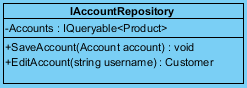 IAccountRepository
-Accounts : IQueryable<Product>
+SaveAccount(Account account) : void
+EditAccount(string username) : Customer